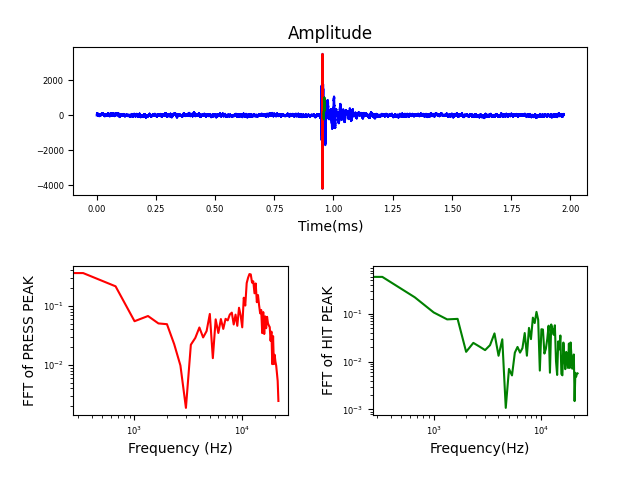 Amplitude
2000
0
−2000
−4000
0.00 0.25 0.50 0.75 1.00 1.25 1.50 1.75 2.00
Time(ms)
FFT of PRESS PEAK
10⁻¹
10⁻²
10³ 10⁴
Frequency (Hz)
FFT of HIT PEAK
10⁻¹
10⁻²
10⁻³
10³ 10⁴
Frequency(Hz)